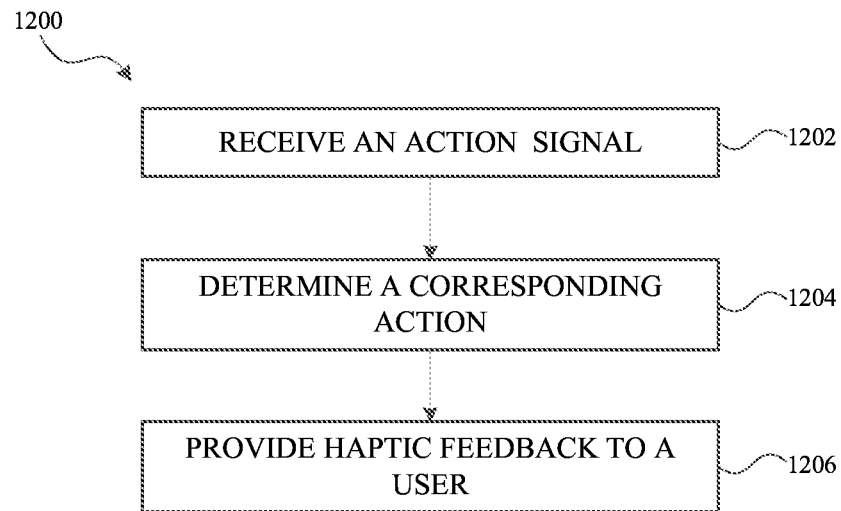 1200
RECEIVE AN ACTION SIGNAL
1202
DETERMINE A CORRESPONDING
ACTION
1204
PROVIDE HAPTIC FEEDBACK TO A
USER
1206